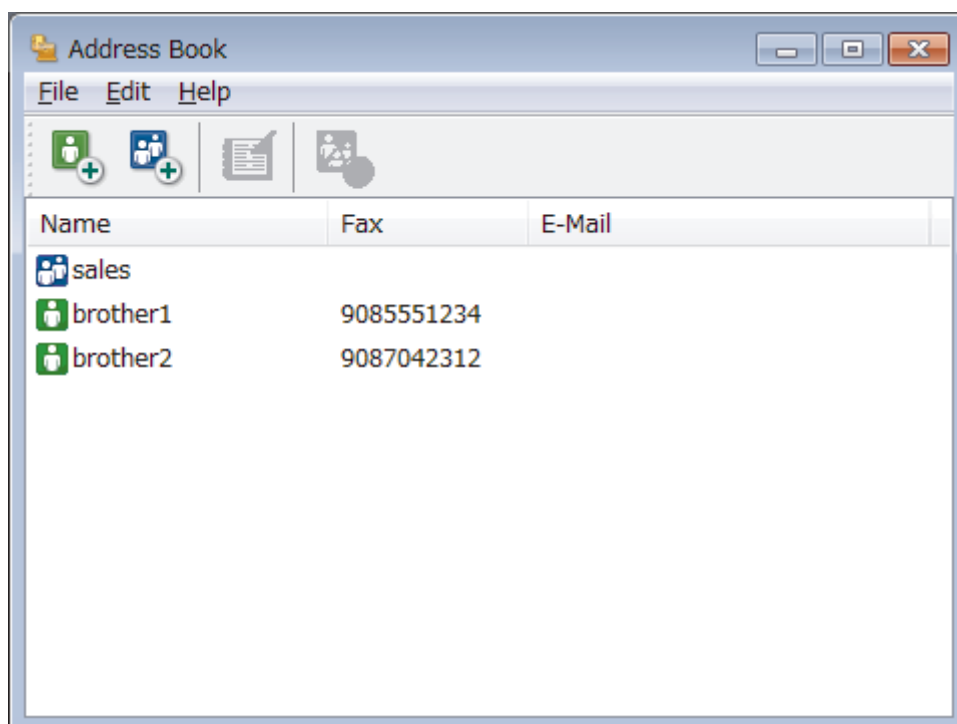 Address Book
File Edit Help
Name Fax E-Mail
sales
brother1 9085551234
brother2 9087042312